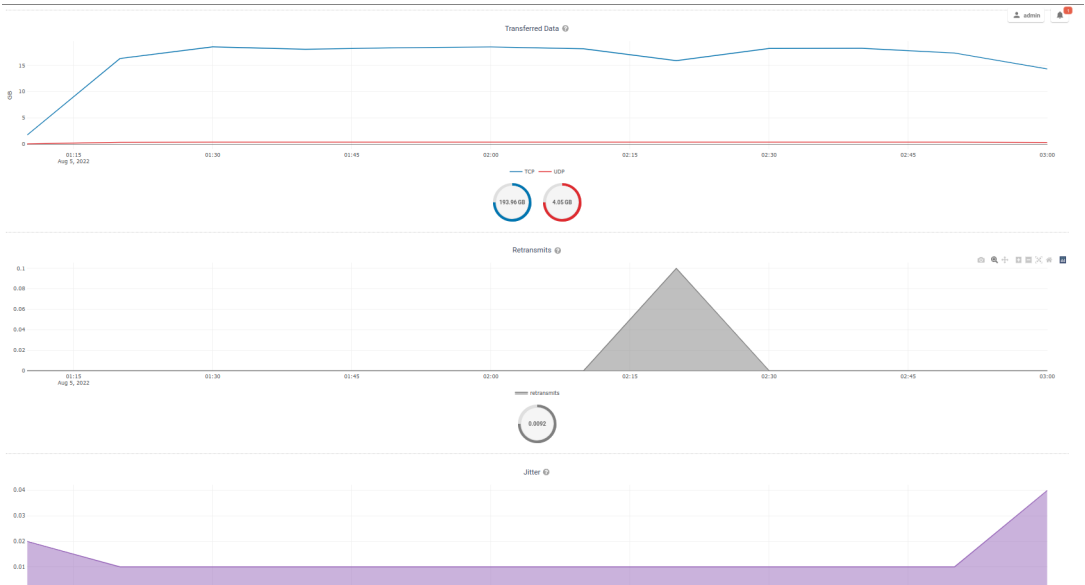 admin
1
Transferred Data
15
10
5
0
GB
01:15 01:30 01:45 02:00 02:15 02:30 02:45 03:00
Aug 5, 2022
TCP UDP
193.96 GB 4.05 GB
Retransmits
0.1
0.08
0.06
0.04
0.02
0
01:15 01:30 01:45 02:00 02:15 02:30 02:45 03:00
Aug 5, 2022
retransmits
0.0092
Jitter
0.04
0.03
0.02
0.01